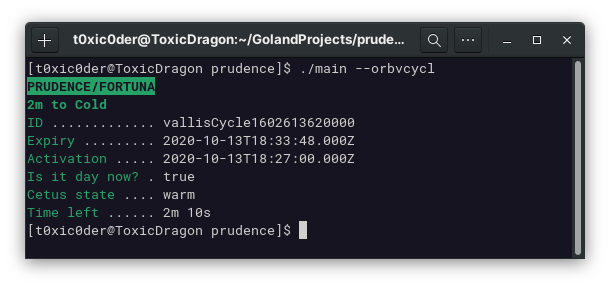 t0xic0der@ToxicDragon:~/GolandProjects/prude...
[t0xic0der@ToxicDragon prudence]$ ./main --orbvcycl
PRUDENCE/FORTUNA
2m to Cold
ID ............. vallisCycle1602613620000
Expiry ......... 2020-10-13T18:33:48.000Z
Activation ..... 2020-10-13T18:27:00.000Z
Is it day now? . true
Cetus state .... warm
Time left ...... 2m 10s
[t0xic0der@ToxicDragon prudence]$